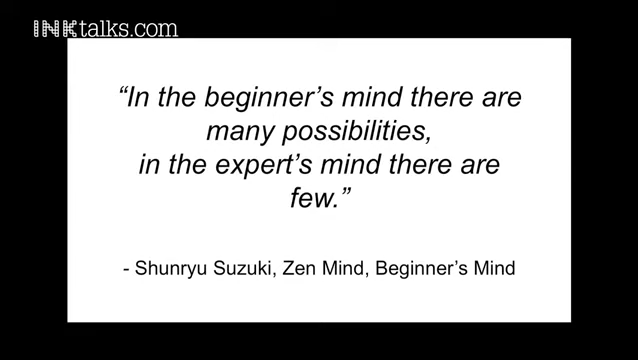 INKtalks.com
“In the beginner’s mind there are
many possibilities,
in the expert’s mind there are
few.”
- Shunryu Suzuki, Zen Mind, Beginner’s Mind